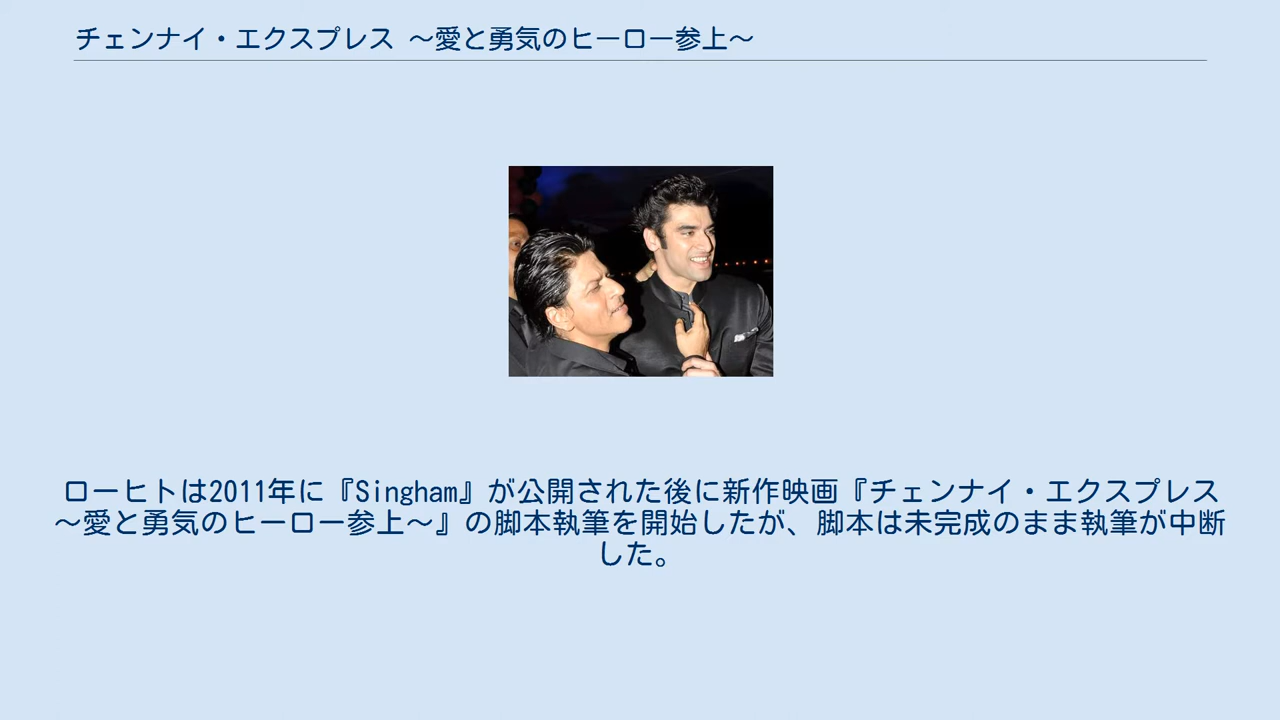 チェンナイ・エクスプレス ～愛と勇気のヒーロー参上～
ローヒトは2011年に『Singham』が公開された後に新作映画『チェンナイ・エクスプレス
～愛と勇気のヒーロー参上～』の脚本執筆を開始したが、脚本は未完成のまま執筆が中断
した。